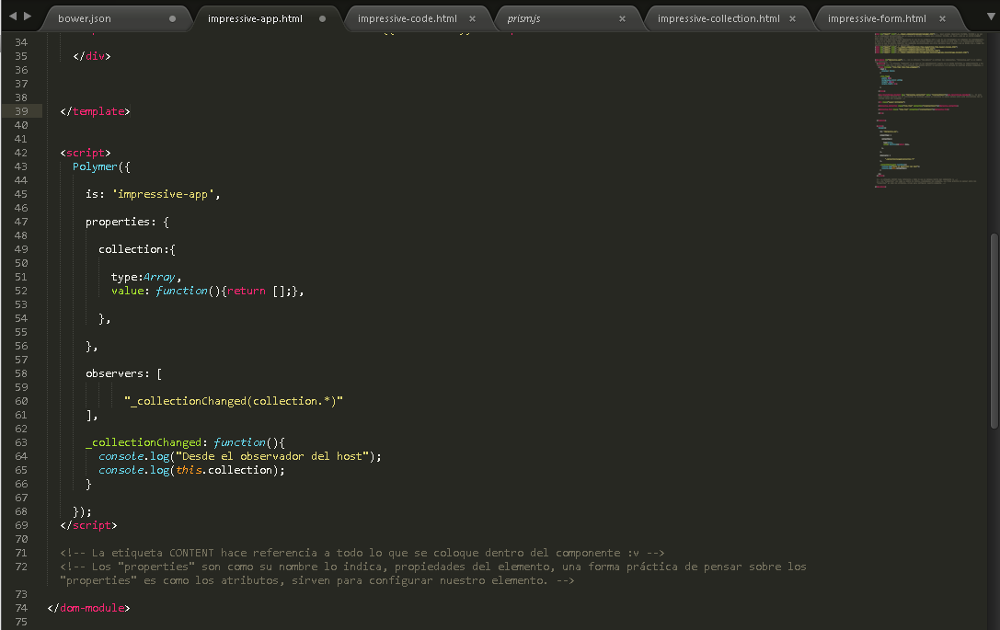 bower.json
impressive-app.html
impressive-code.html
prism.js
impressive-collection.html
impressive-form.html
34
35 </div>
36
37
38
39 </template>
40
41
42 <script>
43 Polymer({
44
45 is: 'impressive-app',
46
47 properties: {
48
49 collection:{
50
51 type:Array,
52 value: function(){return [];},
53
54 },
55
56 },
57
58 observers: [
59
60 "_collectionChanged(collection.*)"
61 ],
62
63 _collectionChanged: function(){
64 console.log("Desde el observador del host");
65 console.log(this.collection);
66 }
67
68 });
69 </script>
70
71 <!-- La etiqueta CONTENT hace referencia a todo lo que se coloque dentro del componente :v -->
72 <!-- Los "properties" son como su nombre lo indica, propiedades del elemento, una forma práctica de pensar sobre los
"properties" es como los atributos, sirven para configurar nuestro elemento. -->
73
74 </dom-module>
75